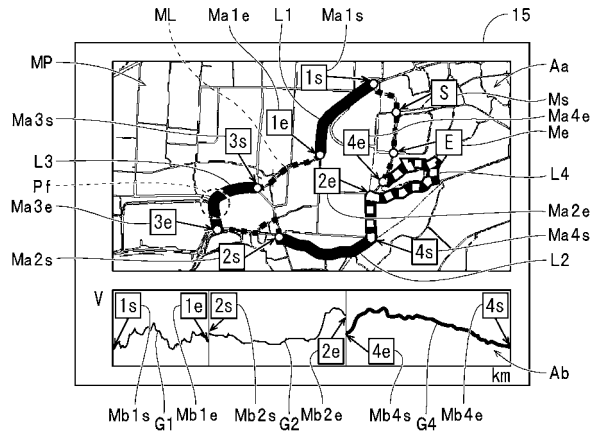 ML Ma1e L1 Ma1s 15
MP Aa
1s S Ms
Ma3s 1e Ma4e
3s 4e E Me
L3
Pf 2e L4
Ma3e 3e Ma2e
2s 4s Ma4s
Ma2s L2
V 1s 1e 2s 4s
2e 4e Ab
km
Mb1s Mb1e Mb2s Mb2e Mb4s Mb4e
G1 G2 G4